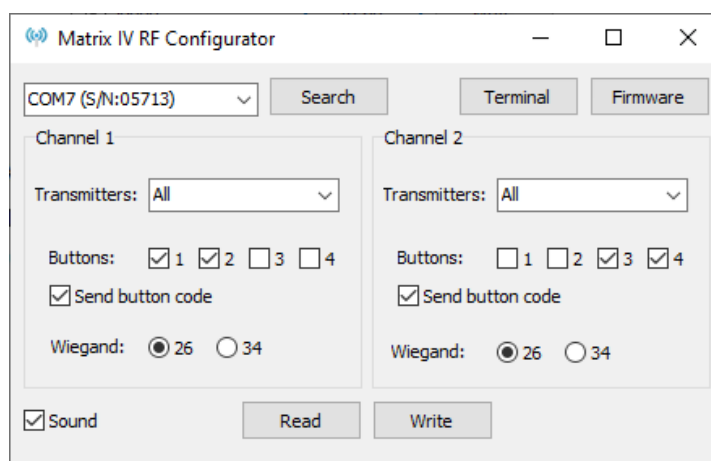 Matrix IV RF Configurator
COM7 (S/N:05713) Search Terminal Firmware
Channel 1
Transmitters: All
Buttons: 1 2 3 4
Send button code
Wiegand: 26 34
Channel 2
Transmitters: All
Buttons: 1 2 3 4
Send button code
Wiegand: 26 34
Sound Read Write